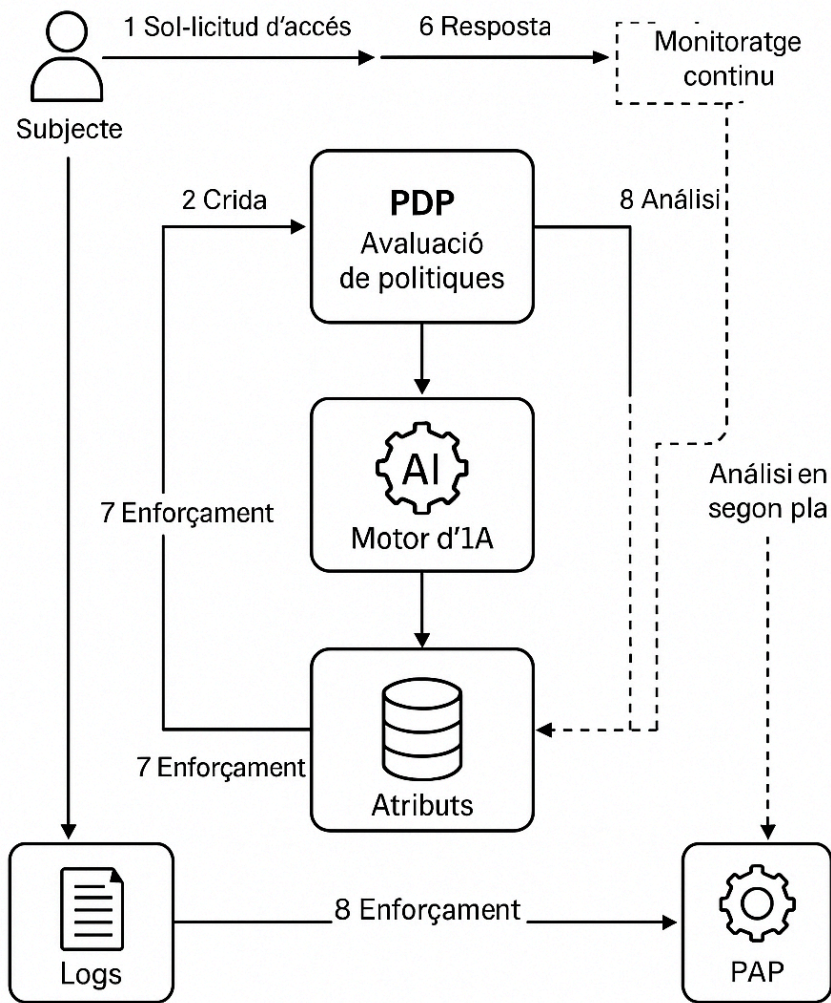 1 Sol-licitud d'accés
6 Resposta
Monitoratge
continu
Subjecte
2 Crida
PDP
Avaluació
de politiques
8 Análisi
AI
Motor d'1A
7 Enforçament
Análisi en
segon pla
7 Enforçament
Atributs
Logs
8 Enforçament
PAP